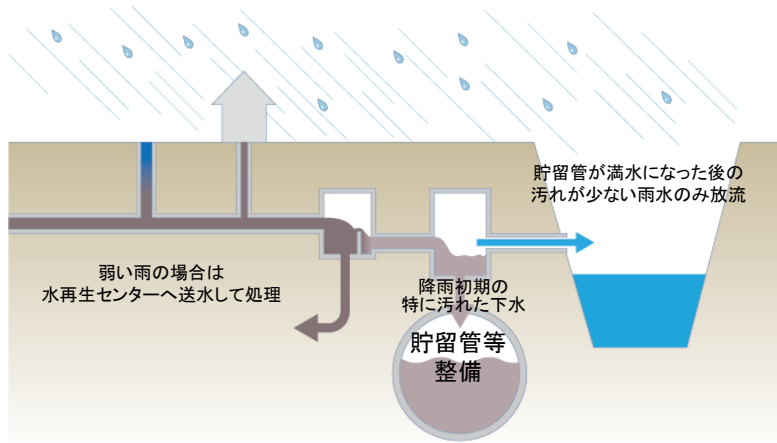 貯留管が満水になった後の
汚れが少ない雨水のみ放流
弱い雨の場合は
水再生センターへ送水して処理
降雨初期の
特に汚れた下水
貯留管等
整備